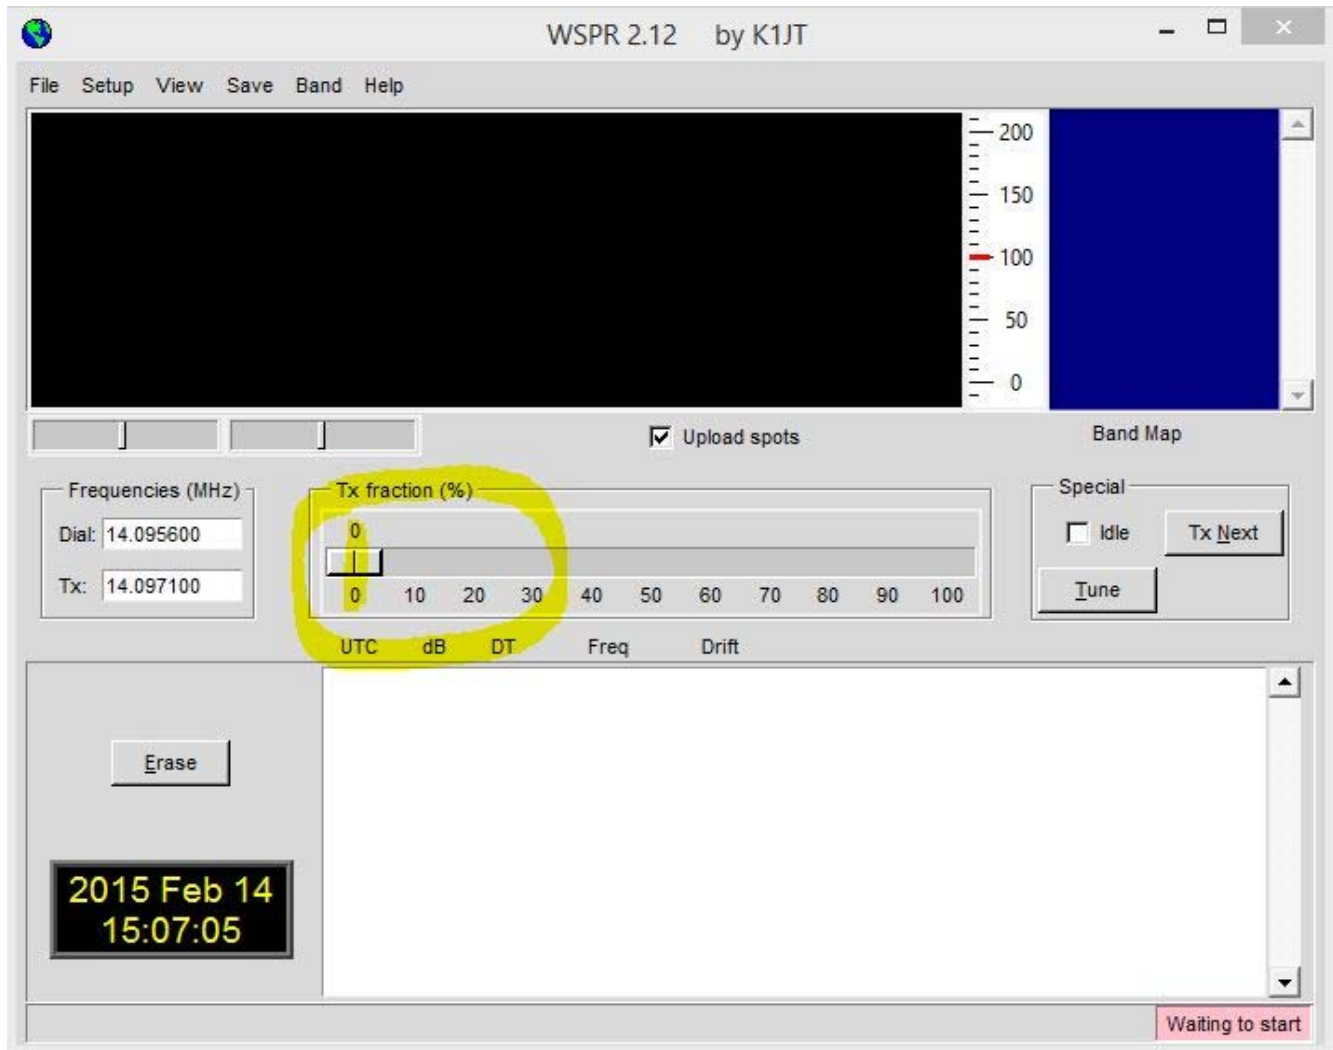 WSPR 2.12 by K1JT
File Setup View Save Band Help
200
150
100
50
0
Upload spots
Band Map
Frequencies (MHz)
Dial: 14.095600
Tx: 14.097100
Tx fraction (%)
0
0 10 20 30 40 50 60 70 80 90 100
Special
Idle
Tx Next
Tune
UTC dB DT Freq Drift
Erase
2015 Feb 14
15:07:05
Waiting to start